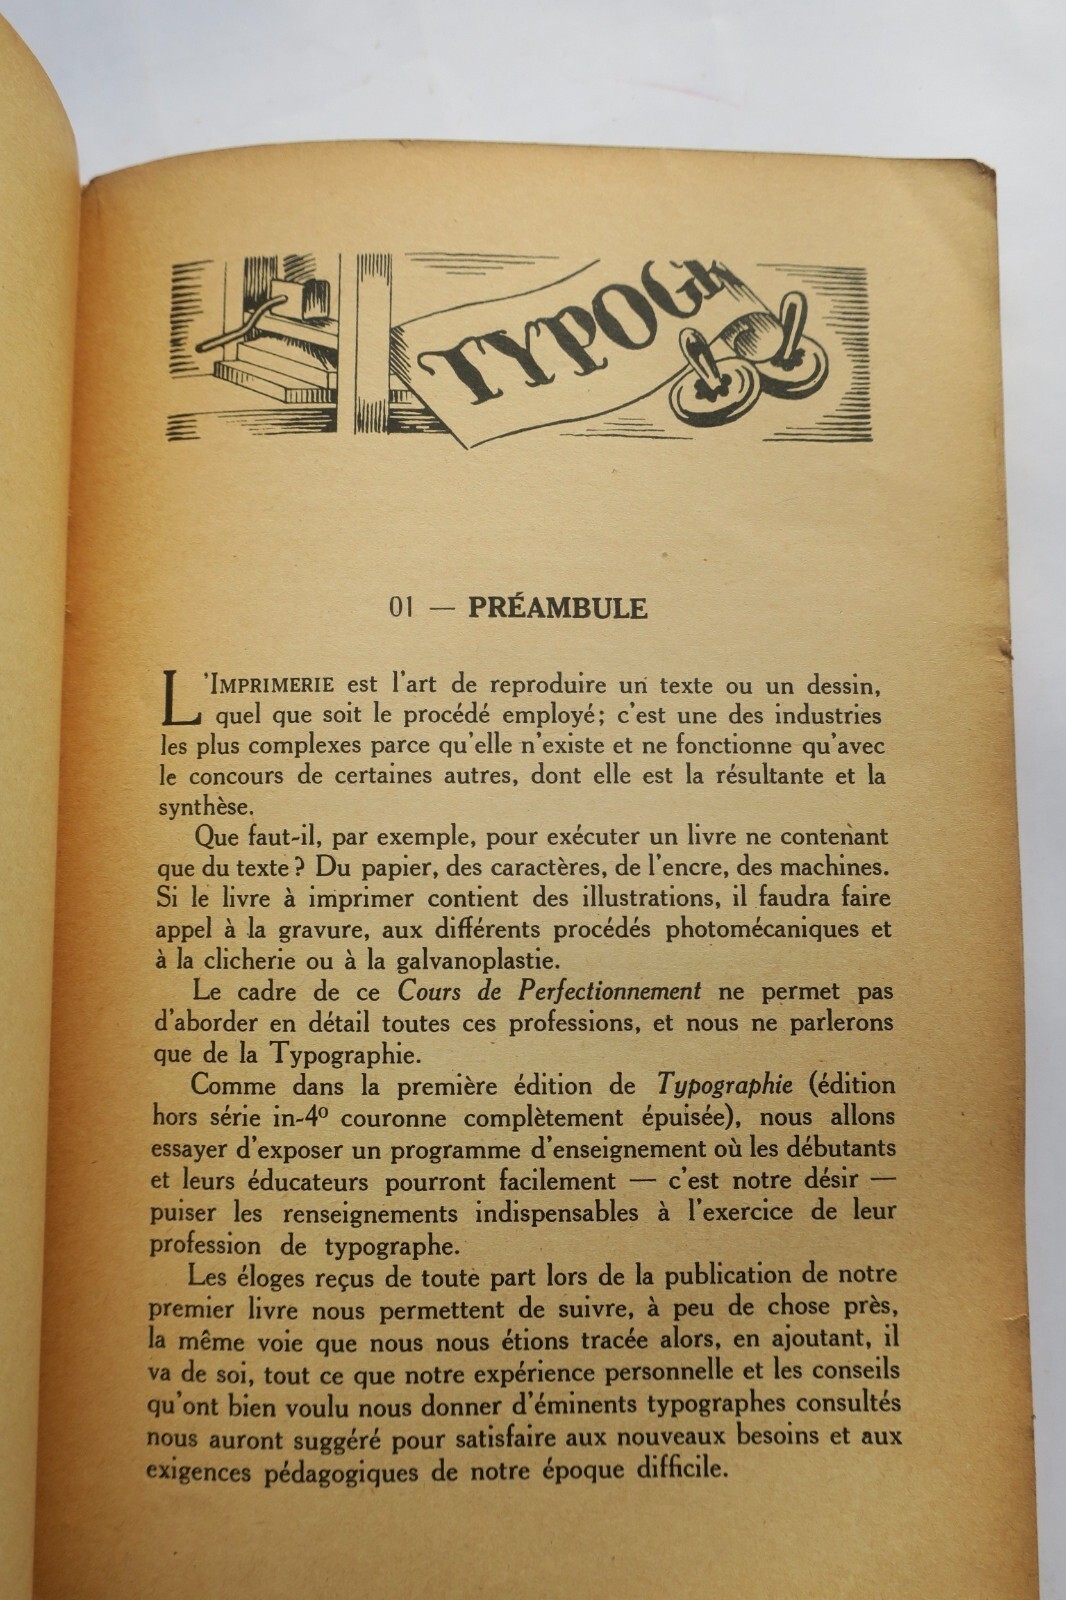 TYPOGR
01 — PRÉAMBULE
L'IMPRIMERIE est l'art de reproduire un texte ou un dessin,
quel que soit le procédé employé; c'est une des industries
les plus complexes parce qu'elle n'existe et ne fonctionne qu'avec
le concours de certaines autres, dont elle est la résultante et la
synthèse.
Que faut-il, par exemple, pour exécuter un livre ne contenant
que du texte ? Du papier, des caractères, de l'encre, des machines.
Si le livre à imprimer contient des illustrations, il faudra faire
appel à la gravure, aux différents procédés photomécaniques et
à la clicherie ou à la galvanoplastie.
Le cadre de ce Cours de Perfectionnement ne permet pas
d'aborder en détail toutes ces professions, et nous ne parlerons
que de la Typographie.
Comme dans la première édition de Typographie (édition
hors série in-4º couronne complètement épuisée), nous allons
essayer d'exposer un programme d'enseignement où les débutants
et leurs éducateurs pourront facilement — c'est notre désir —
puiser les renseignements indispensables à l'exercice de leur
profession de typographe.
Les éloges reçus de toute part lors de la publication de notre
premier livre nous permettent de suivre, à peu de chose près,
la même voie que nous nous étions tracée alors, en ajoutant, il
va de soi, tout ce que notre expérience personnelle et les conseils
qu'ont bien voulu nous donner d'éminents typographes consultés
nous auront suggéré pour satisfaire aux nouveaux besoins et aux
exigences pédagogiques de notre époque difficile.